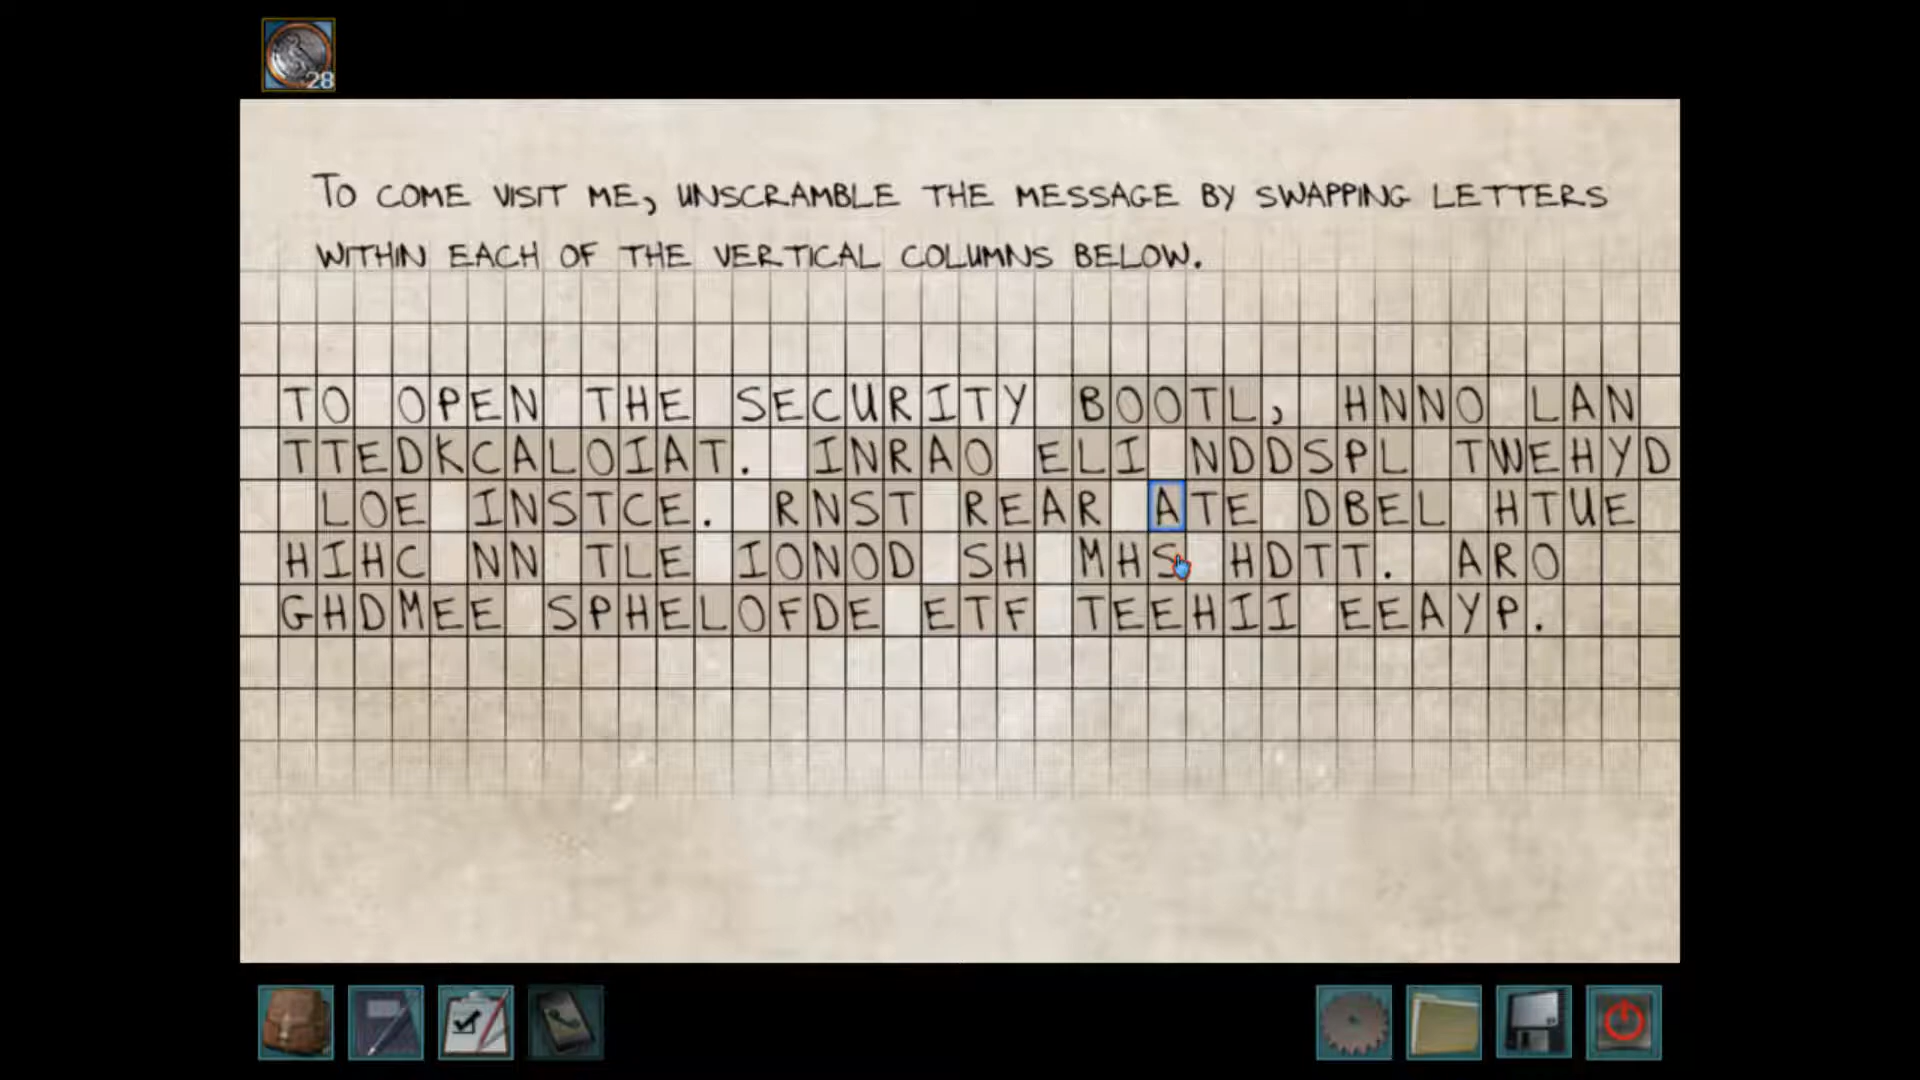 28
TO COME VISIT ME, UNSCRAMBLE THE MESSAGE BY SWAPPING LETTERS
WITHIN EACH OF THE VERTICAL COLUMNS BELOW.
TO OPEN THE SECURITY BOOTL, HNNO LAN
TTEDKCALOIAT. INRAO ELI NDDSPL TWEHYD
LOE INSTCE. RNST REAR ATE DBEL HTUE
HIHC NN TLE IONOD SH MHS HDTT. ARO
GHDMEE SPHELOFDE ETF TEEHII EEAYP.